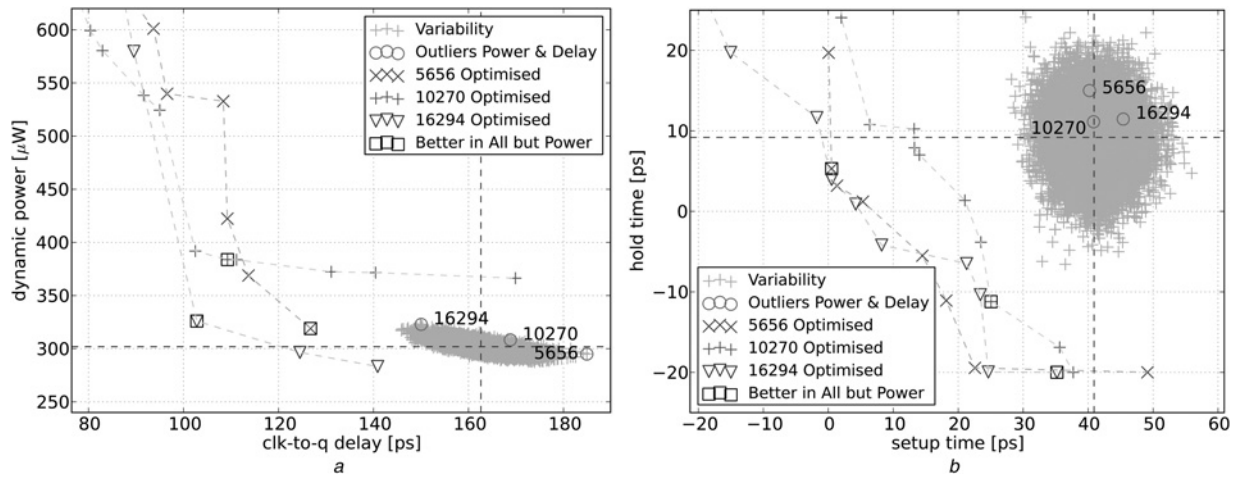 600
550
500
450
400
350
300
250
dynamic power [μW]
Variability
Outliers Power & Delay
5656 Optimised
10270 Optimised
16294 Optimised
Better in All but Power
16294
10270
5656
80 100 120 140 160 180
clk-to-q delay [ps]
a
20
10
0
−10
−20
hold time [ps]
5656
16294
10270
Variability
Outliers Power & Delay
5656 Optimised
10270 Optimised
16294 Optimised
Better in All but Power
−20 −10 0 10 20 30 40 50 60
setup time [ps]
b